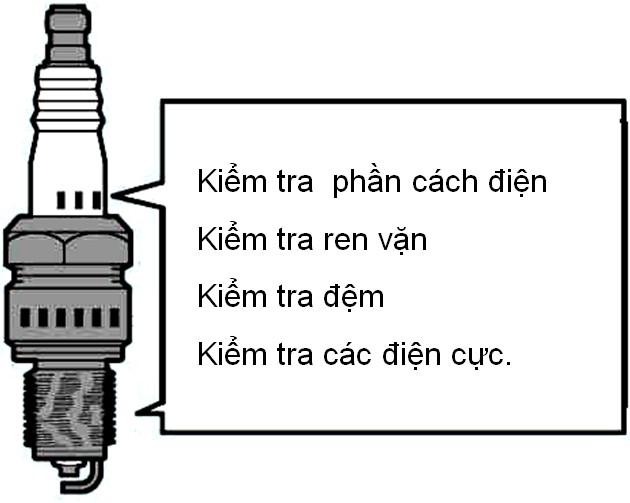 Kiểm tra  phần cách điện
Kiểm tra ren vặn
Kiểm tra đệm
Kiểm tra các điện cực.